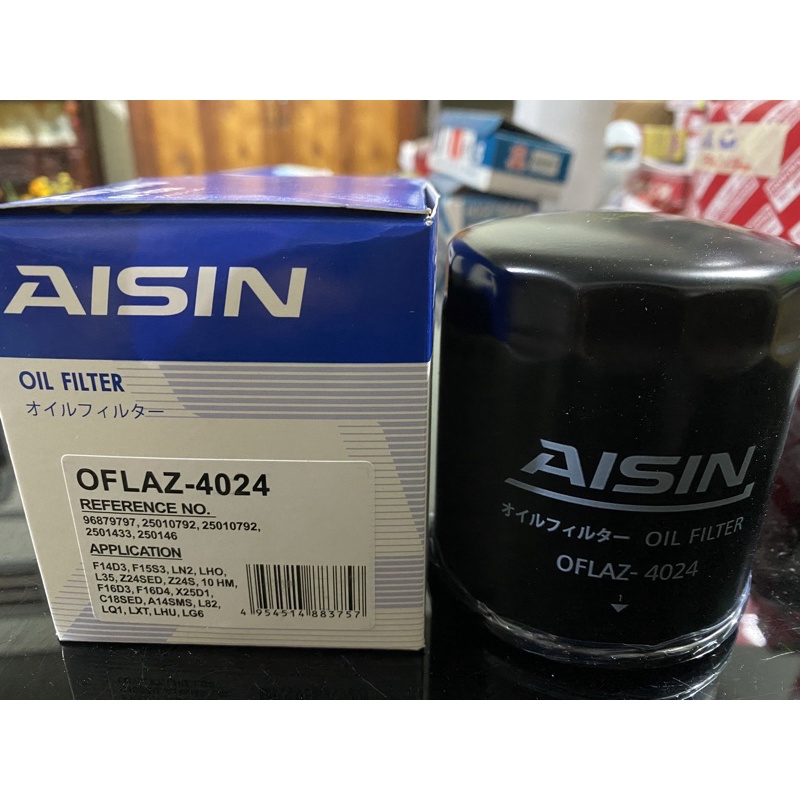 AISIN
OIL FILTER
オイルフィルター
OFLAZ-4024
REFERENCE NO.
96879797, 25010792, 25010792,
2501433, 250146
APPLICATION
F14D3, F15S3, LN2, LHO,
L35, Z24SED, Z24S, 10 HM,
F16D3, F16D4, X25D1,
C18SED, A14SMS, L82,
LQ1, LXT, LHU, LG6
4 954514 883757
AISIN
オイルフィルター OIL FILTER
OFLAZ- 4024
1